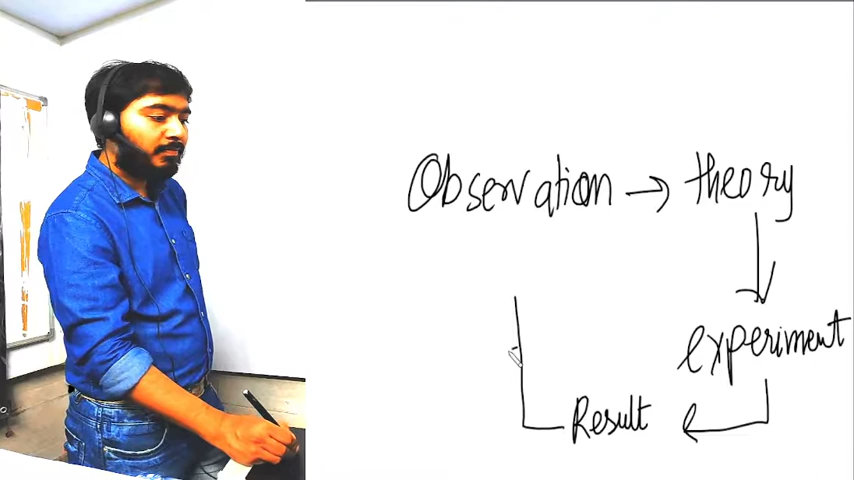 Observation → theory
experiment
Result